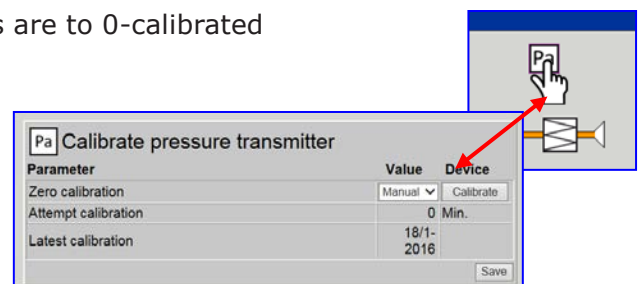 s are to 0-calibrated
Pa
Pa Calibrate pressure transmitter
Parameter Value Device
Zero calibration Manual Calibrate
Attempt calibration 0 Min.
Latest calibration 18/1-
2016
Save